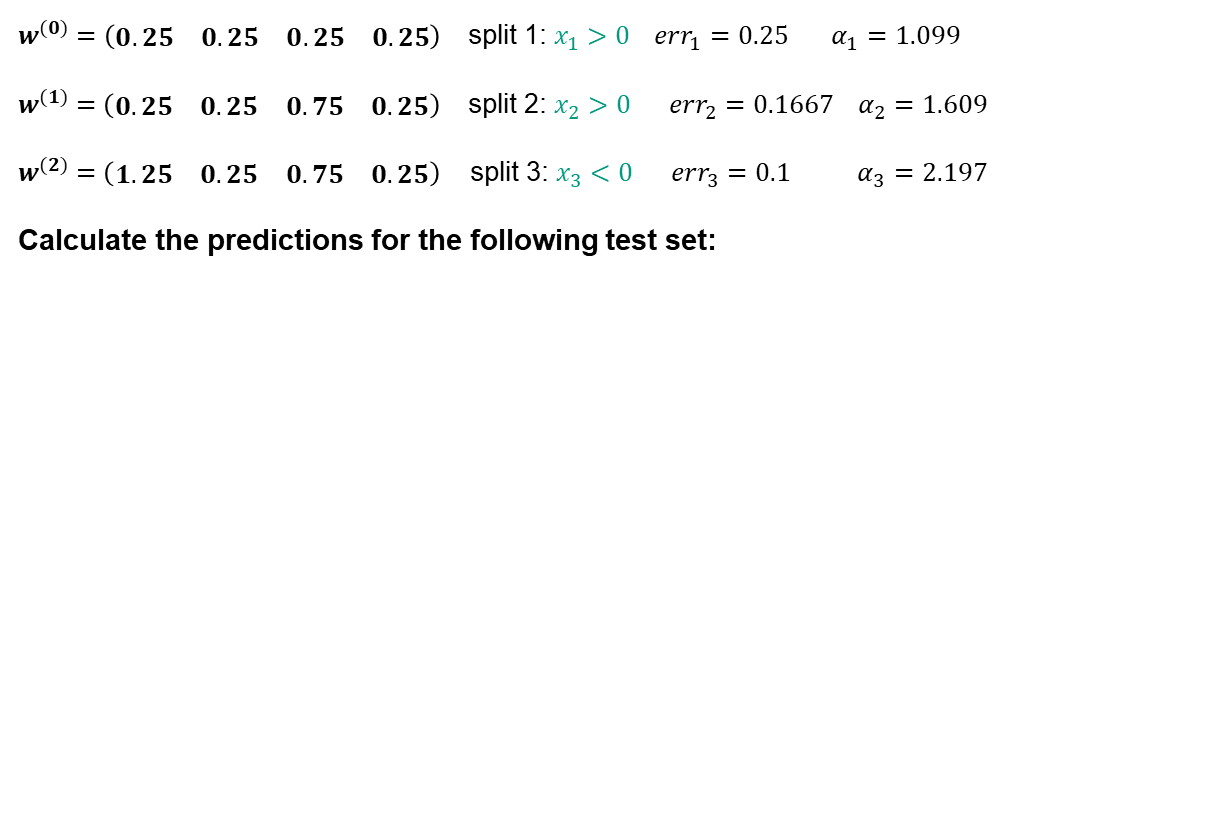 w⁽⁰⁾ = (0.25 0.25 0.25 0.25) split 1: x₁ > 0 err₁ = 0.25 α₁ = 1.099
w⁽¹⁾ = (0.25 0.25 0.75 0.25) split 2: x₂ > 0 err₂ = 0.1667 α₂ = 1.609
w⁽²⁾ = (1.25 0.25 0.75 0.25) split 3: x₃ < 0 err₃ = 0.1 α₃ = 2.197
Calculate the predictions for the following test set: